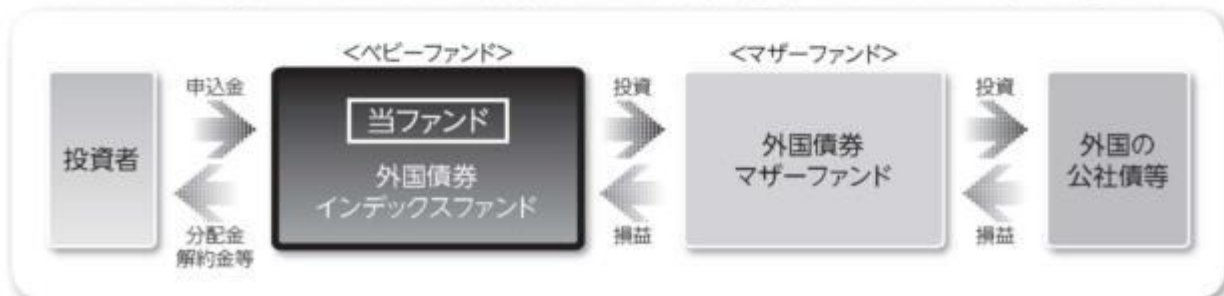 <ベビーファンド>
<マザーファンド>
申込金
投資
投資
当ファンド
投資者
外国債券
インデックスファンド
外国債券
マザーファンド
外国の
公社債等
分配金
解約金等
損益
損益